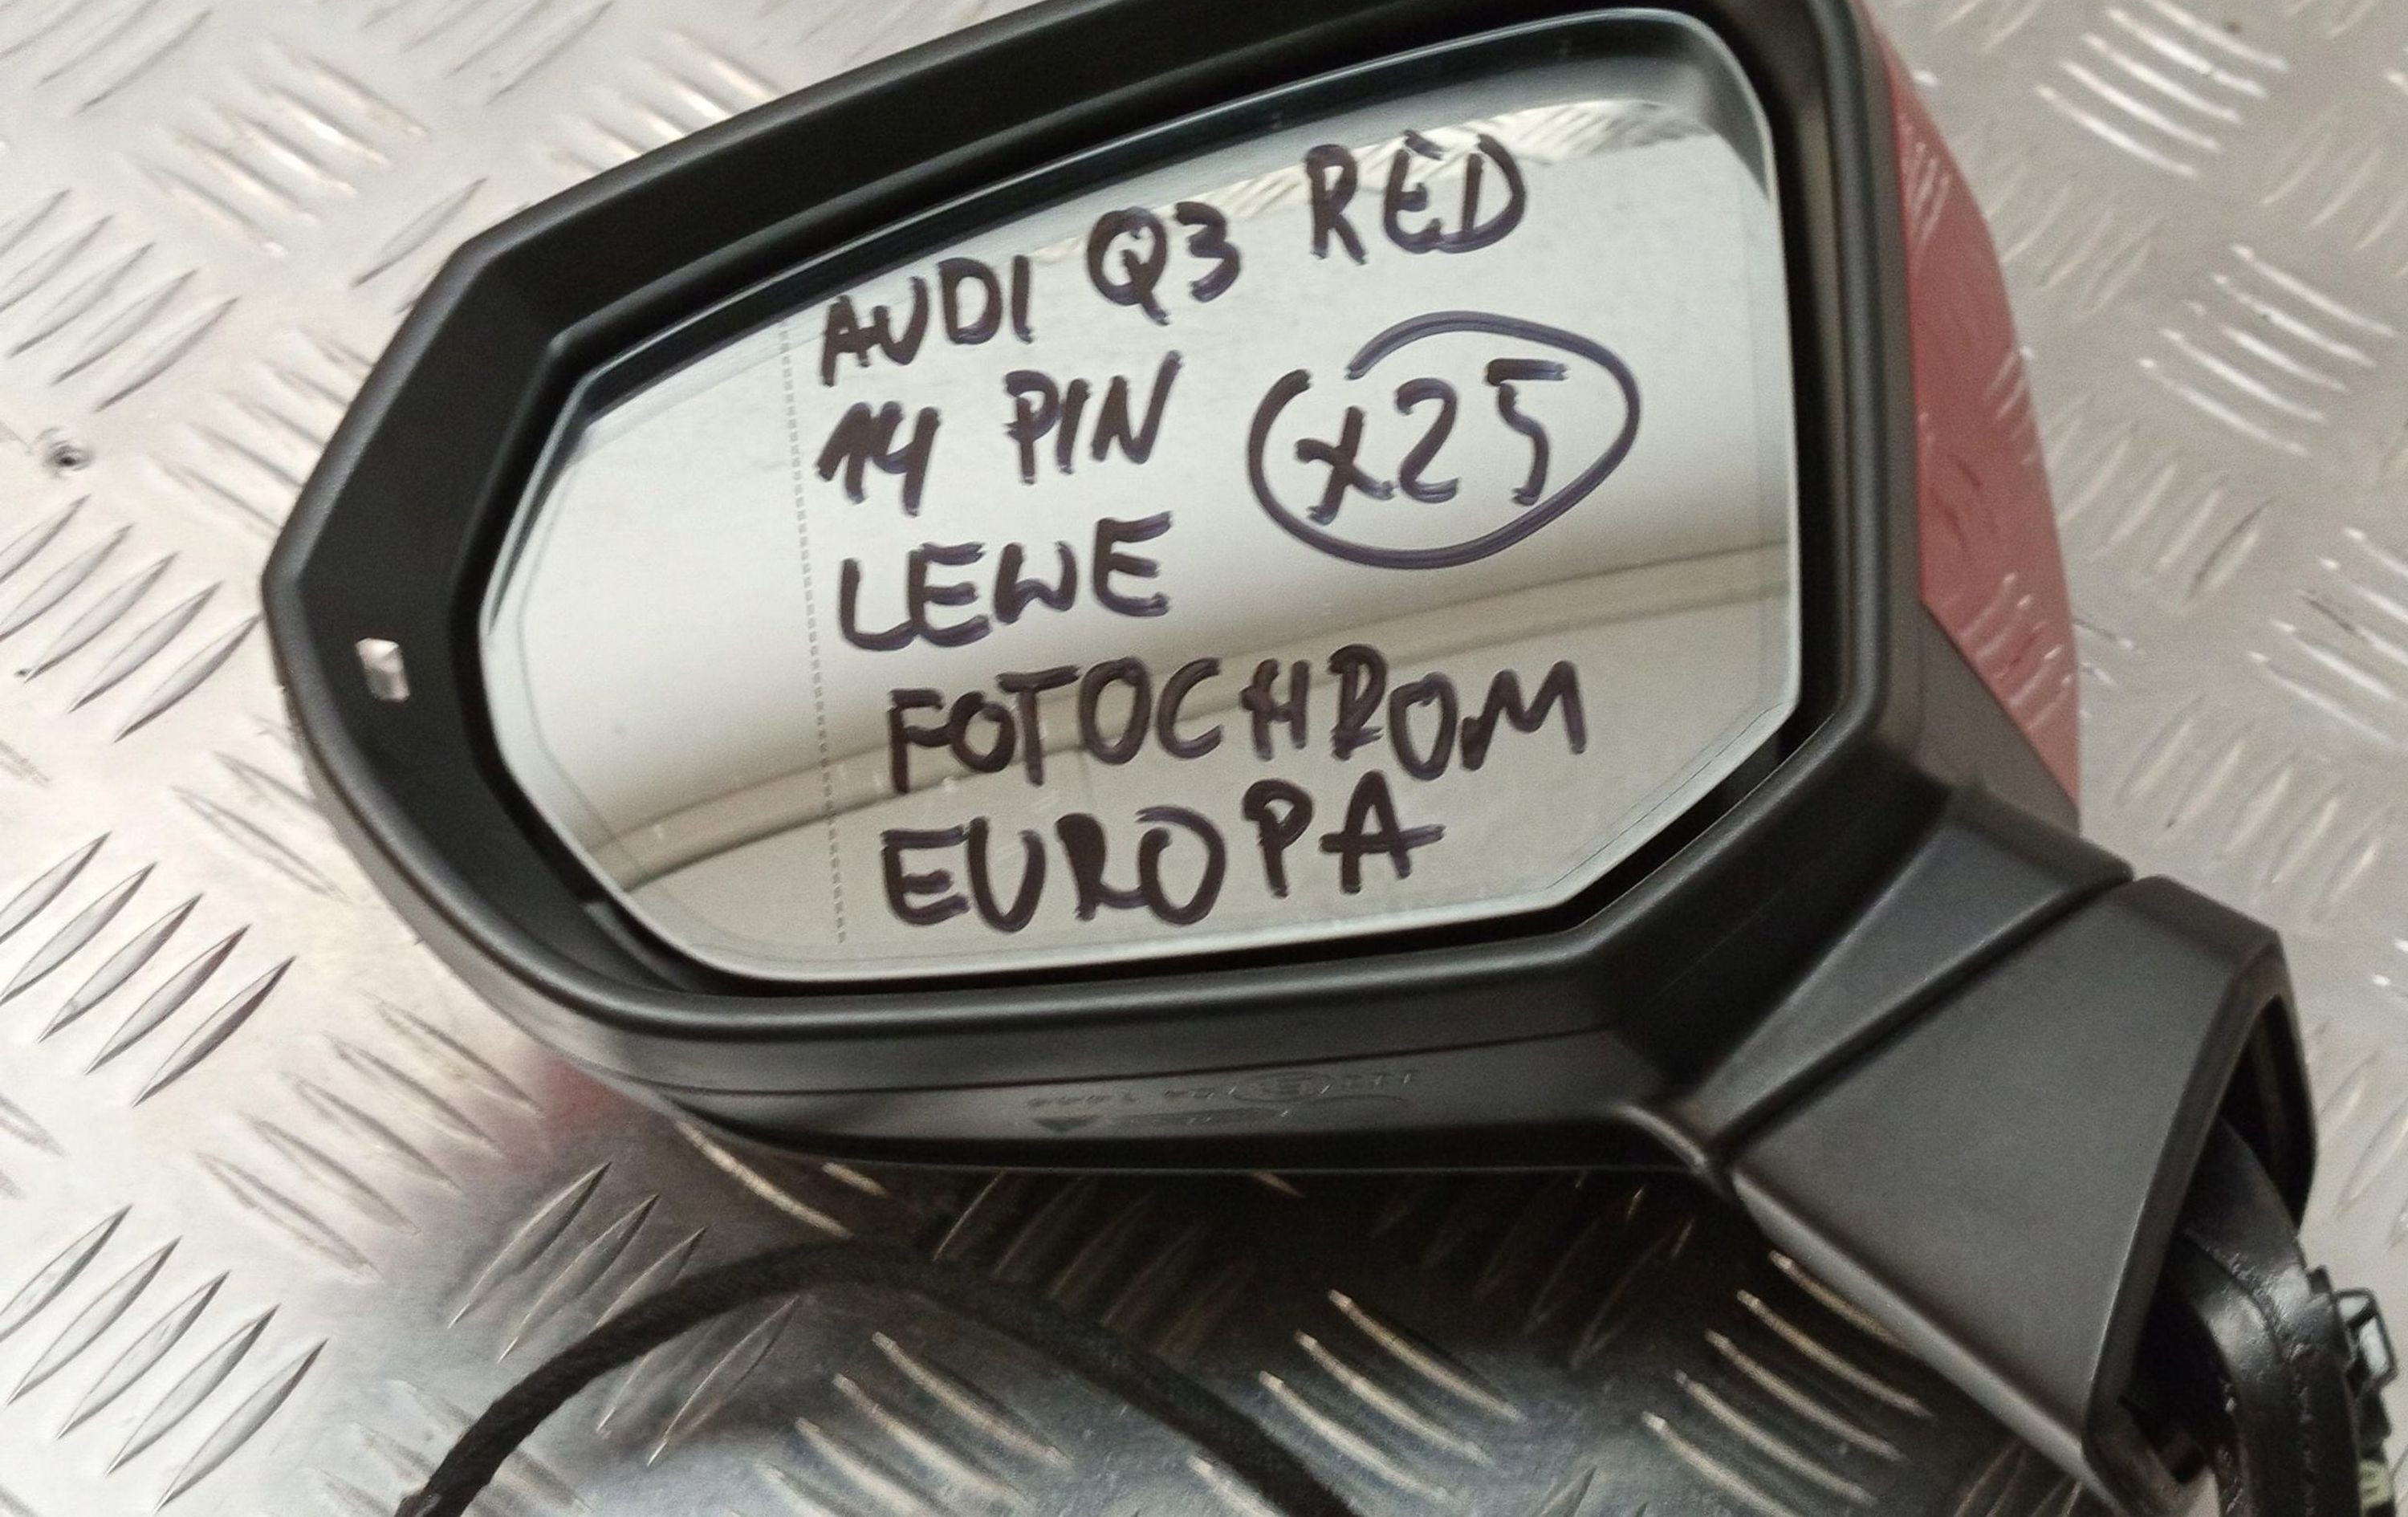 AUDI Q3 RED
14 PIN
X25
LEWE
FOTOCHROM
EUROPA